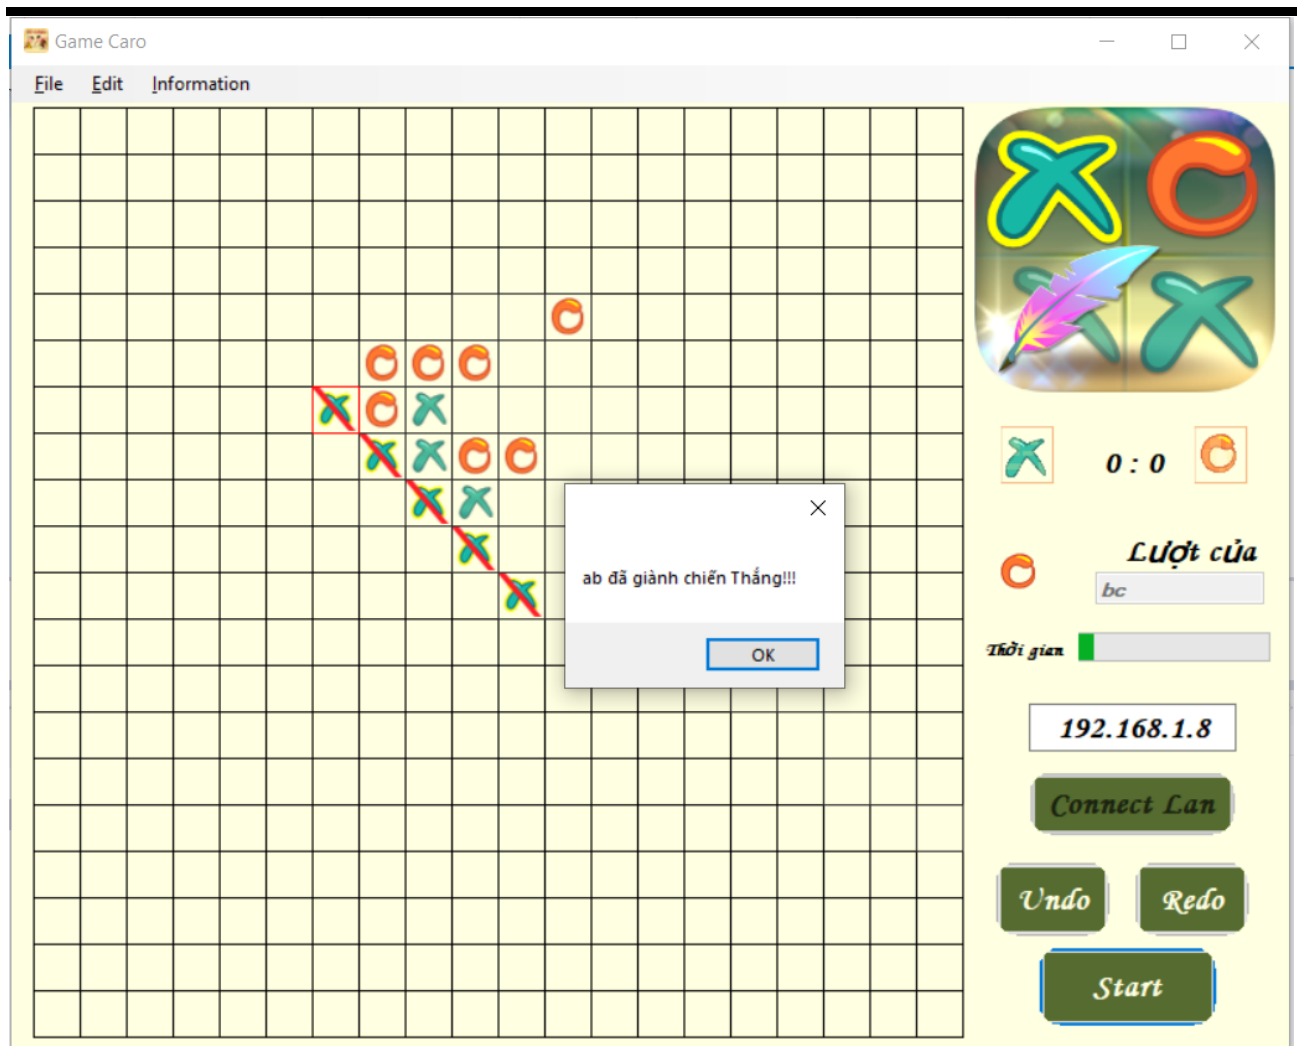 Game Caro
File Edit Information
0 : 0
Lượt của
bc
ab đã giành chiến Thắng!!!
OK
Thời gian
192.168.1.8
Connect Lan
Undo Redo
Start